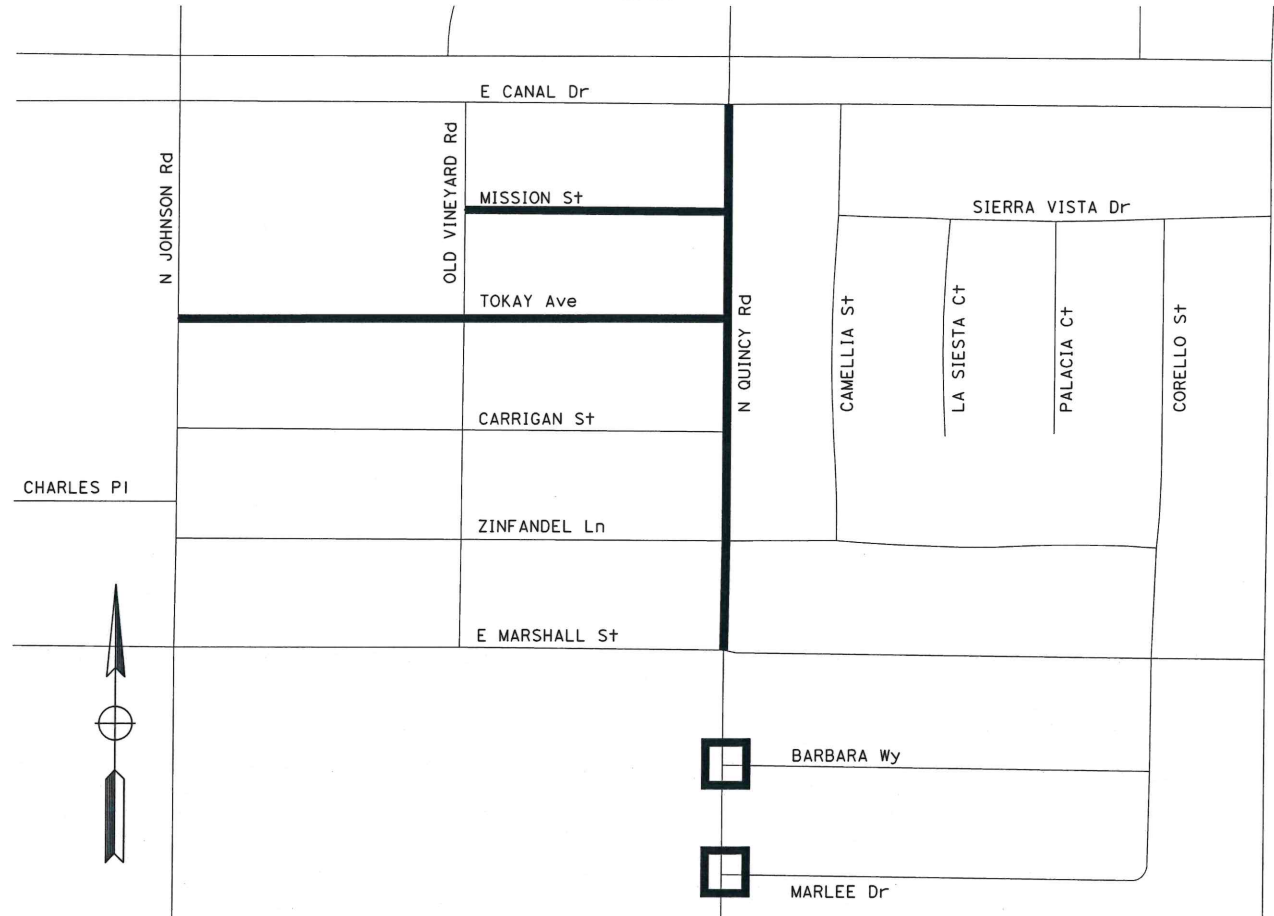 E CANAL Dr
N JOHNSON Rd
OLD VINEYARD Rd
MISSION St
SIERRA VISTA Dr
TOKAY Ave
N QUINCY Rd
CAMELLIA St
LA SIESTA Ct
PALACIA Ct
CORELLO St
CARRIGAN St
CHARLES Pl
ZINFANDEL Ln
E MARSHALL St
BARBARA Wy
MARLEE Dr